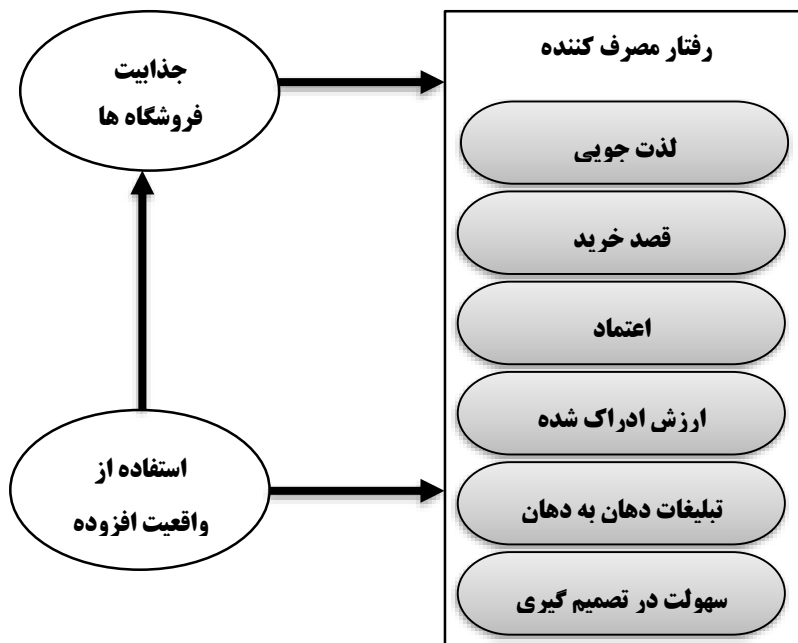 رفتار مصرف کننده
جذابیت
فروشگاه ها
لذت جویی
قصد خرید
اعتماد
ارزش ادراک شده
استفاده از
واقعیت افزوده
تبلیغات دهان به دهان
سهولت در تصمیم گیری